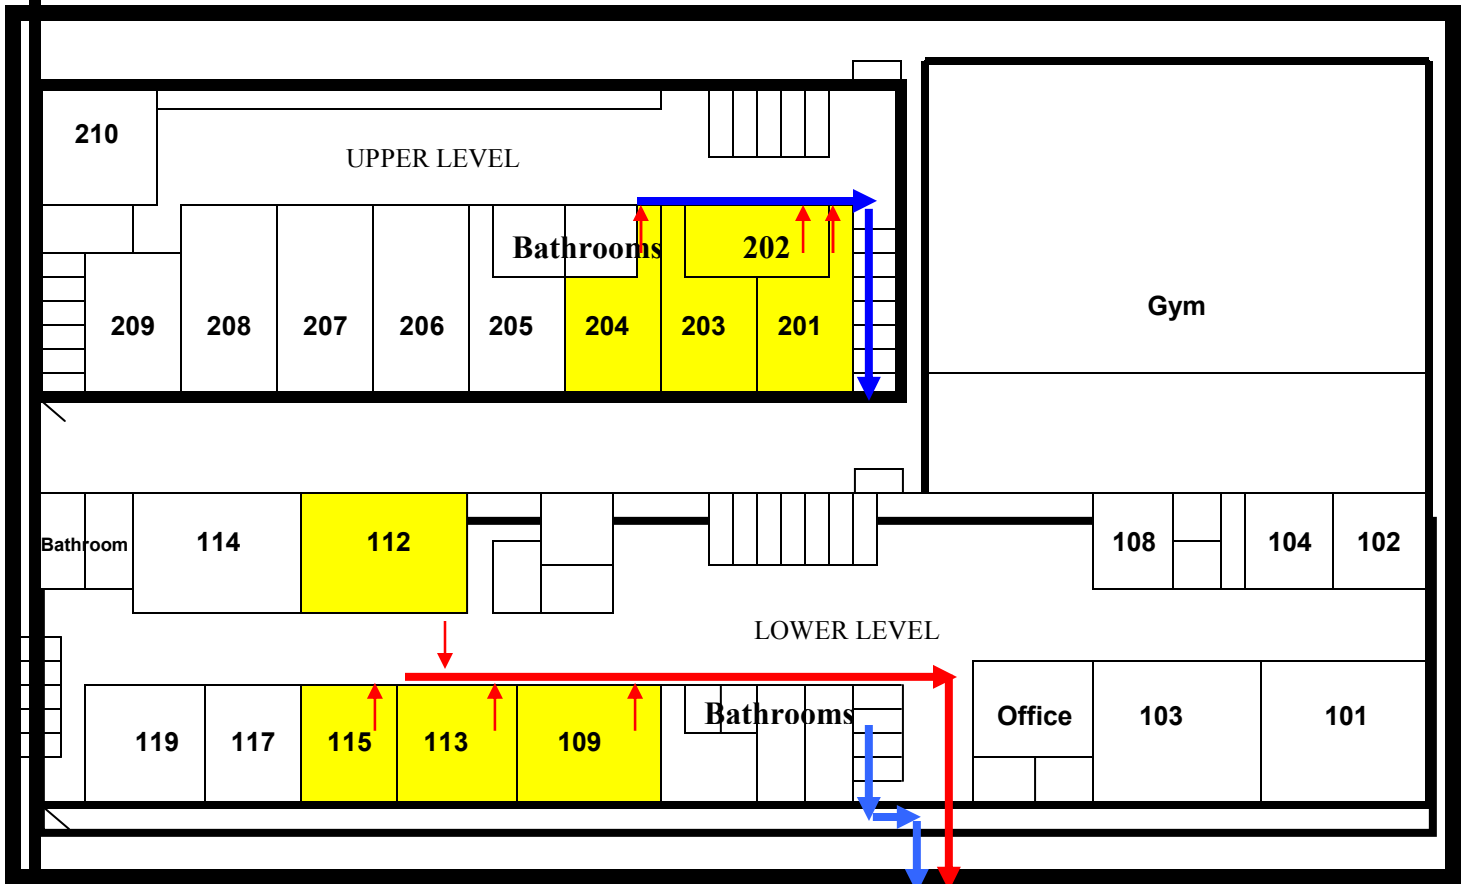 210
UPPER LEVEL
Bathrooms 202
209 208 207 206 205 204 203 201
Gym
Bathroom 114 112 108 104 102
LOWER LEVEL
119 117 115 113 109 Bathrooms Office 103 101